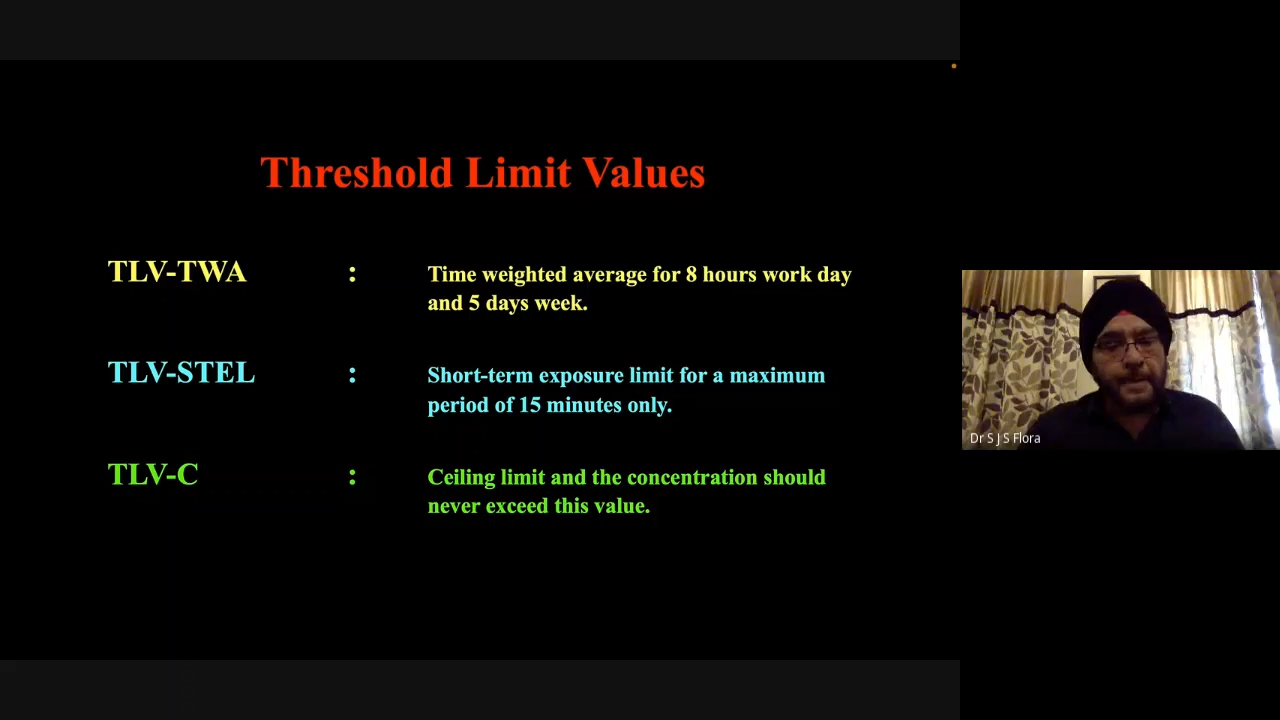 Threshold Limit Values
TLV-TWA : Time weighted average for 8 hours work day
and 5 days week.
TLV-STEL : Short-term exposure limit for a maximum
period of 15 minutes only.
TLV-C : Ceiling limit and the concentration should
never exceed this value.
Dr S J S Flora